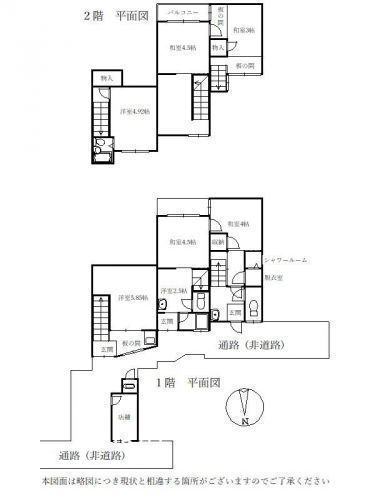 ２階　平面図
バルコニー
板の間
和室3帖
和室4.5帖
物入
板の間
物入
洋室4.92帖
和室4帖
和室4.5帖
収納
シャワールーム
脱衣室
洋室5.85帖
洋室2.5帖
玄関
玄関
板の間
玄関
通路（非道路）
１階　平面図
店舗
N
通路（非道路）
本図面は略図につき現状と相違する箇所がございますのでご了承ください